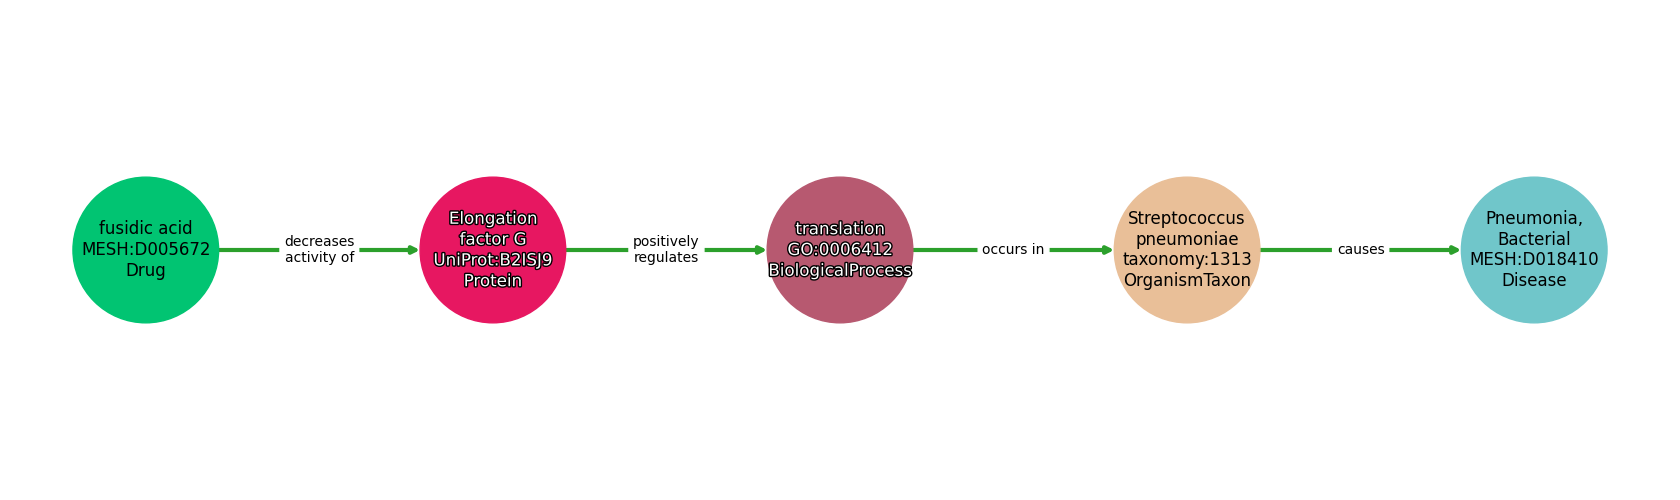 fusidic acid
MESH:D005672
Drug
decreases
activity of
Elongation
factor G
UniProt:B2ISJ9
Protein
positively
regulates
translation
GO:0006412
BiologicalProcess
occurs in
Streptococcus
pneumoniae
taxonomy:1313
OrganismTaxon
causes
Pneumonia,
Bacterial
MESH:D018410
Disease